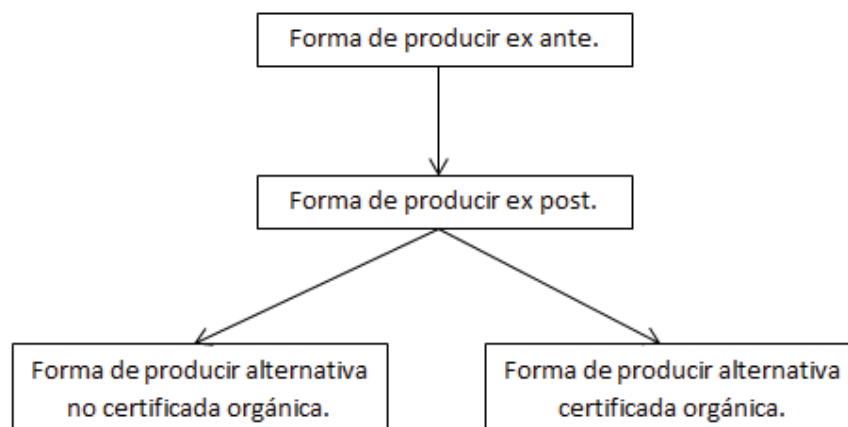 Forma de producir ex ante.
Forma de producir ex post.
Forma de producir alternativa
no certificada orgánica.
Forma de producir alternativa
certificada orgánica.